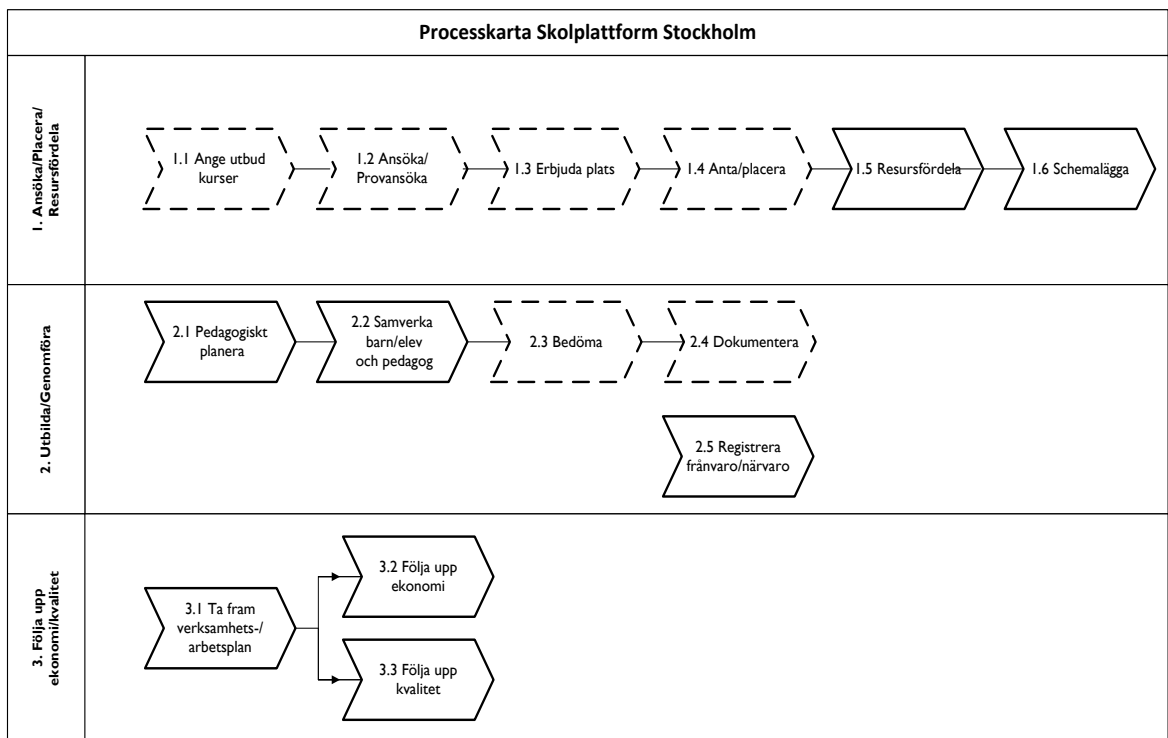 Processkarta Skolplattform Stockholm
1. Ansöka/Placera/
Resursfördela
1.1 Ange utbud
kurser
1.2 Ansöka/
Provansöka
1.3 Erbjuda plats
1.4 Anta/placera
1.5 Resursfördela
1.6 Schemalägga
2. Utbilda/Genomföra
2.1 Pedagogiskt
planera
2.2 Samverka
barn/elev
och pedagog
2.3 Bedöma
2.4 Dokumentera
2.5 Registrera
frånvaro/närvaro
3. Följa upp
ekonomi/kvalitet
3.1 Ta fram
verksamhets-/
arbetsplan
3.2 Följa upp
ekonomi
3.3 Följa upp
kvalitet